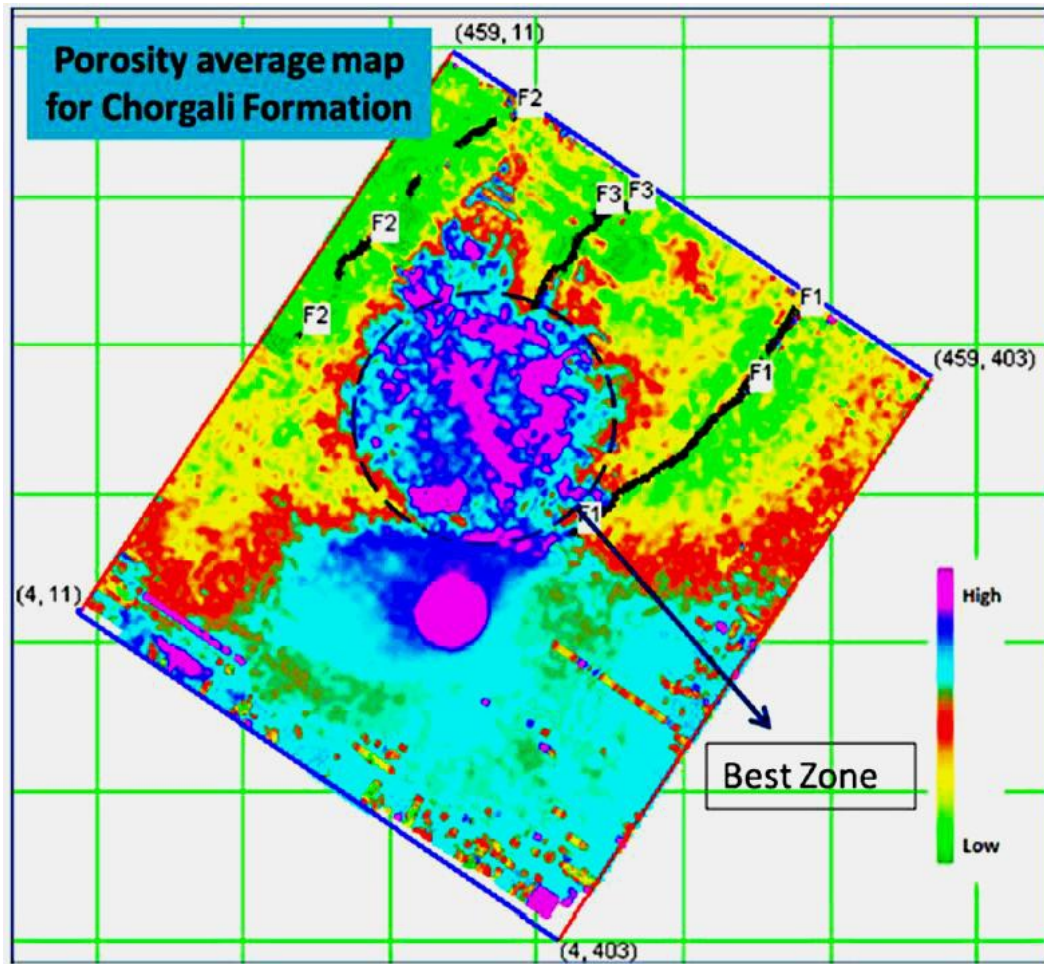 (459, 11)
Porosity average map
for Chorgali Formation
F2
F3
F3
F2
F1
F2
(459, 403)
F1
F1
(4, 11)
High
Best Zone
Low
(4, 403)